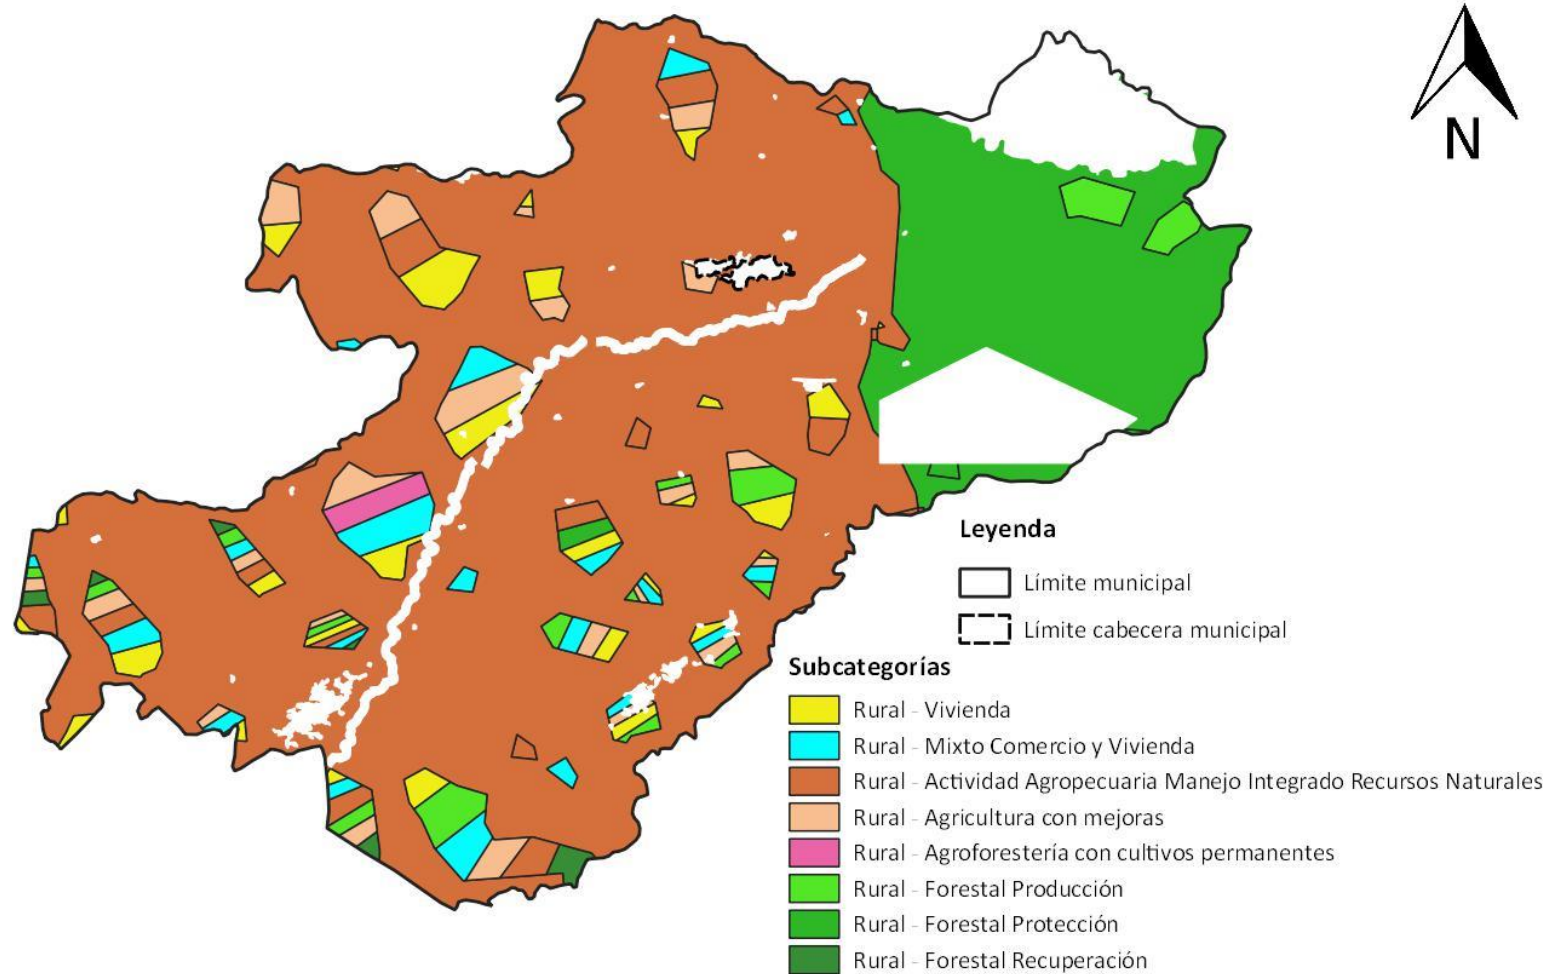 N
Leyenda
Límite municipal
Límite cabecera municipal
Subcategorías
Rural - Vivienda
Rural - Mixto Comercio y Vivienda
Rural - Actividad Agropecuaria Manejo Integrado Recursos Naturales
Rural - Agricultura con mejoras
Rural - Agroforestería con cultivos permanentes
Rural - Forestal Producción
Rural - Forestal Protección
Rural - Forestal Recuperación